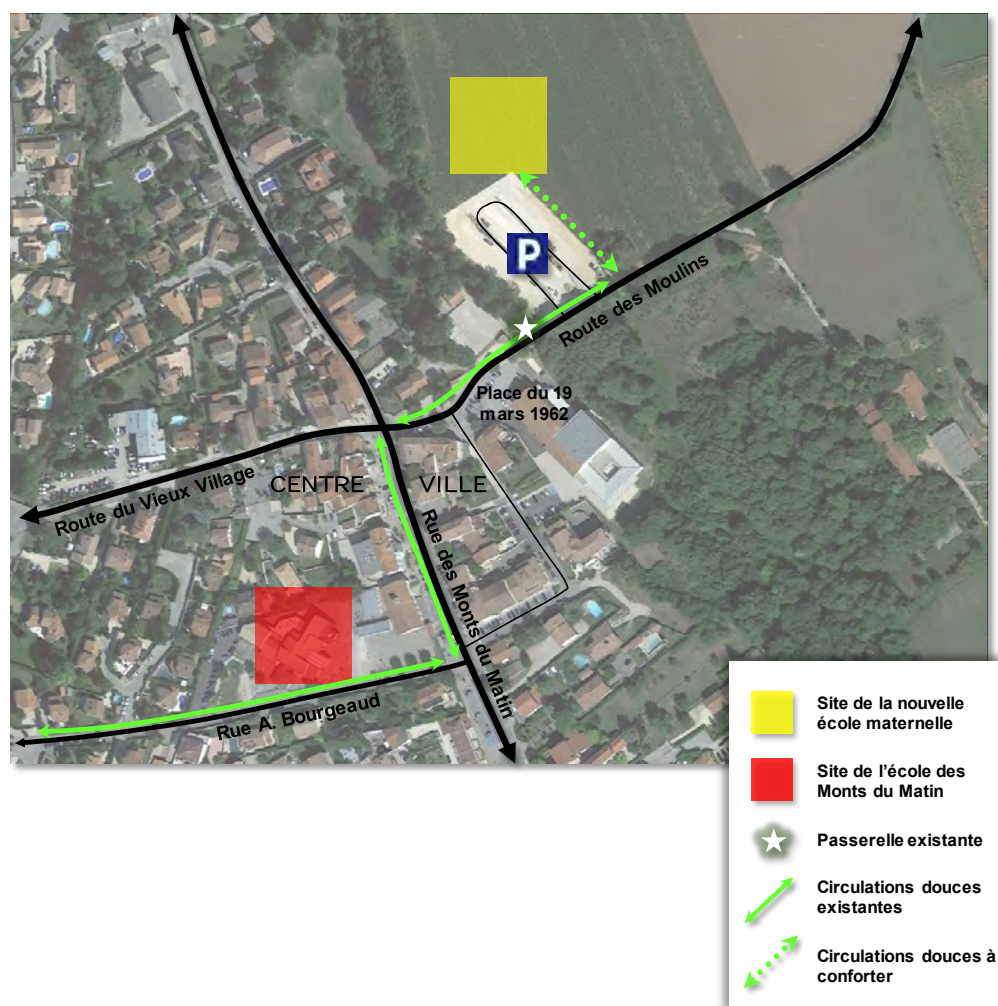 P
Route des Moulins
Place du 19
mars 1962
Route du Vieux Village
CENTRE VILLE
Rue des Monts du Matin
Rue A. Bourgeaud
Site de la nouvelle
école maternelle
Site de l'école des
Monts du Matin
Passerelle existante
Circulations douces
existantes
Circulations douces à
conforter